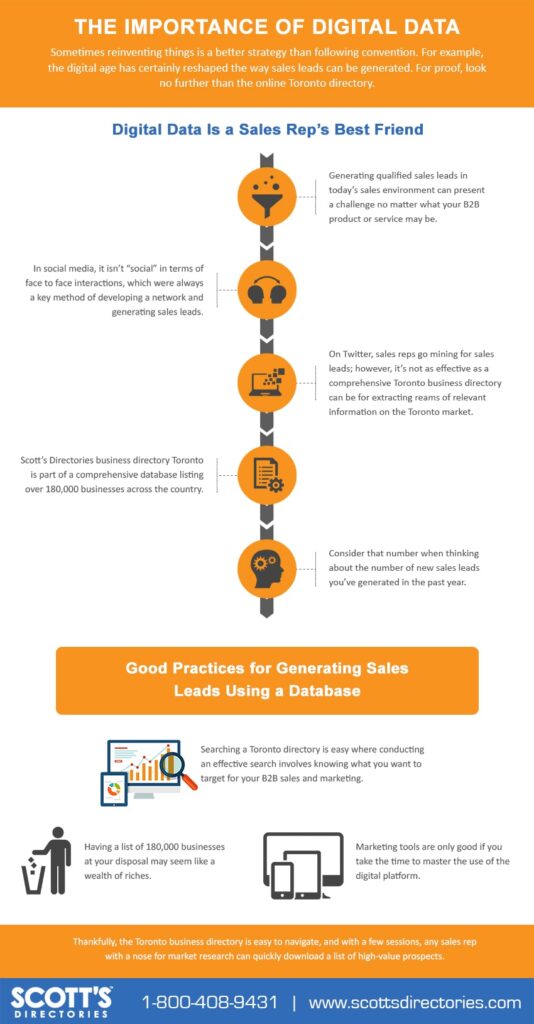 THE IMPORTANCE OF DIGITAL DATA
Sometimes reinventing things is a better strategy than following convention. For example,
the digital age has certainly reshaped the way sales leads can be generated. For proof, look
no further than the online Toronto directory.
Digital Data Is a Sales Rep's Best Friend
Generating qualified sales leads in
today's sales environment can present
a challenge no matter what your B2B
product or service may be.
In social media, it isn't "social" in terms of
face to face interactions, which were always
a key method of developing a network and
generating sales leads.
On Twitter, sales reps go mining for sales
leads; however, it's not as effective as a
comprehensive Toronto business directory
can be for extracting reams of relevant
information on the Toronto market.
Scott's Directories business directory Toronto
is part of a comprehensive database listing
over 180,000 businesses across the country.
Consider that number when thinking
about the number of new sales leads
you've generated in the past year.
Good Practices for Generating Sales
Leads Using a Database
Searching a Toronto directory is easy where conducting
an effective search involves knowing what you want to
target for your B2B sales and marketing.
Having a list of 180,000 businesses
at your disposal may seem like a
wealth of riches.
Marketing tools are only good if you
take the time to master the use of the
digital platform.
Thankfully, the Toronto business directory is easy to navigate, and with a few sessions, any sales rep
with a nose for market research can quickly download a list of high-value prospects.
SCOTT'S
DIRECTORIES
1-800-408-9431 | www.scottsdirectories.com